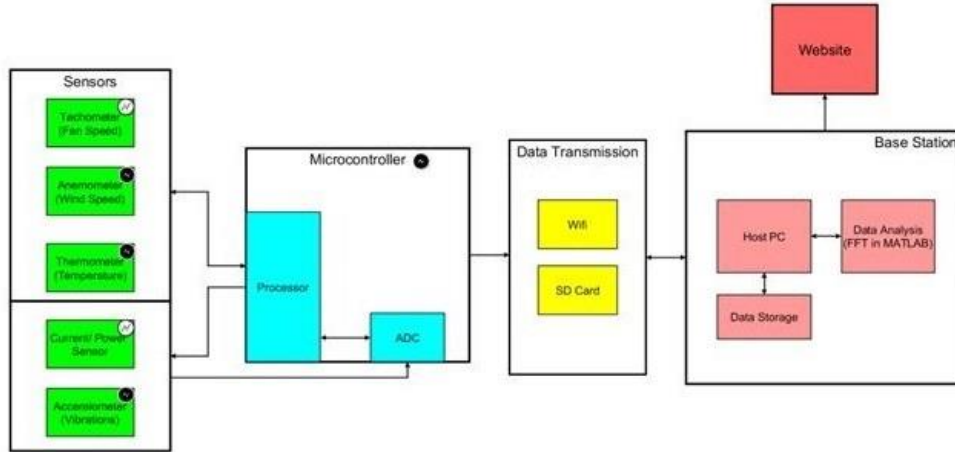 Sensors
Tachometer
(Fan Speed)
Anemometer
(Wind Speed)
Thermometer
(Temperature)
Current/ Power
Sensor
Accerelometer
(Vibrations)
Microcontroller
Processor
ADC
Data Transmission
Wifi
SD Card
Website
Base Station
Host PC
Data Analysis
(FFT in MATLAB)
Data Storage